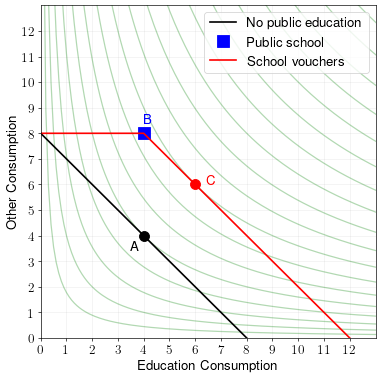 No public education
Public school
School vouchers
Other Consumption
13
12
11
10
9
8
7
6
5
4
3
2
1
0
B
C
A
0 1 2 3 4 5 6 7 8 9 10 11 12
Education Consumption